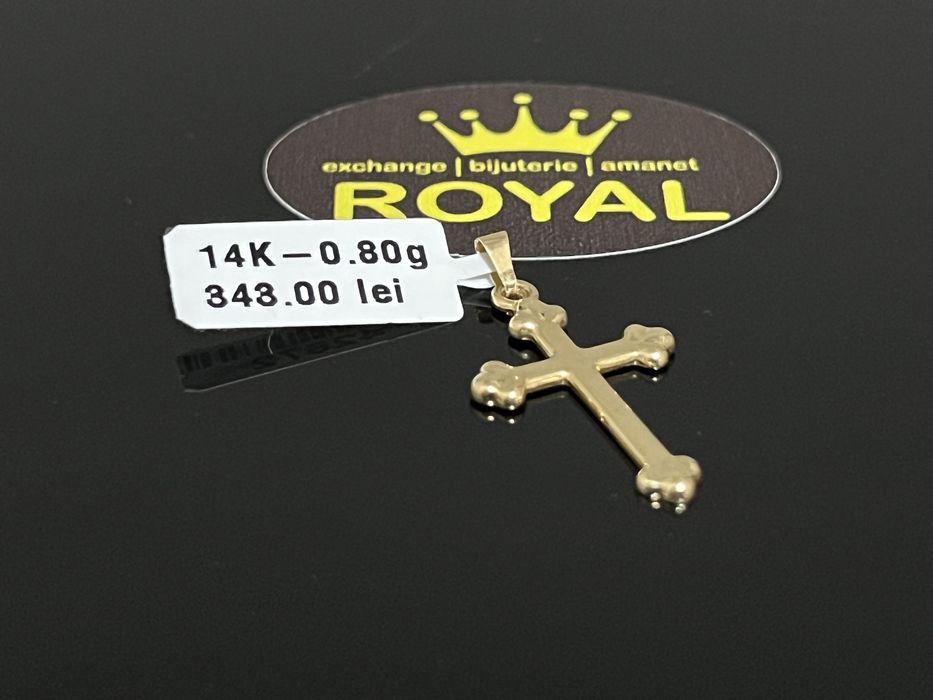 exchange | bijuterie | amanet
ROYAL
14K—0.80g
343.00 lei